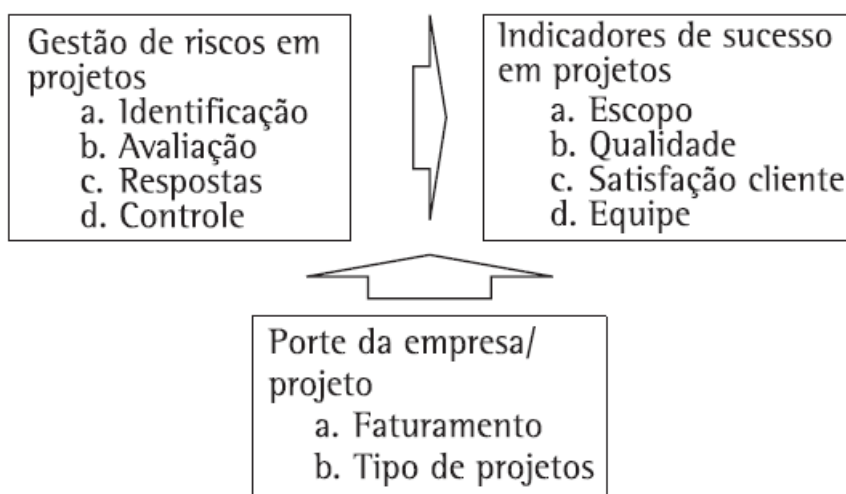 Gestão de riscos em
projetos
a. Identificação
b. Avaliação
c. Respostas
d. Controle
Indicadores de sucesso
em projetos
a. Escopo
b. Qualidade
c. Satisfação cliente
d. Equipe
Porte da empresa/
projeto
a. Faturamento
b. Tipo de projetos